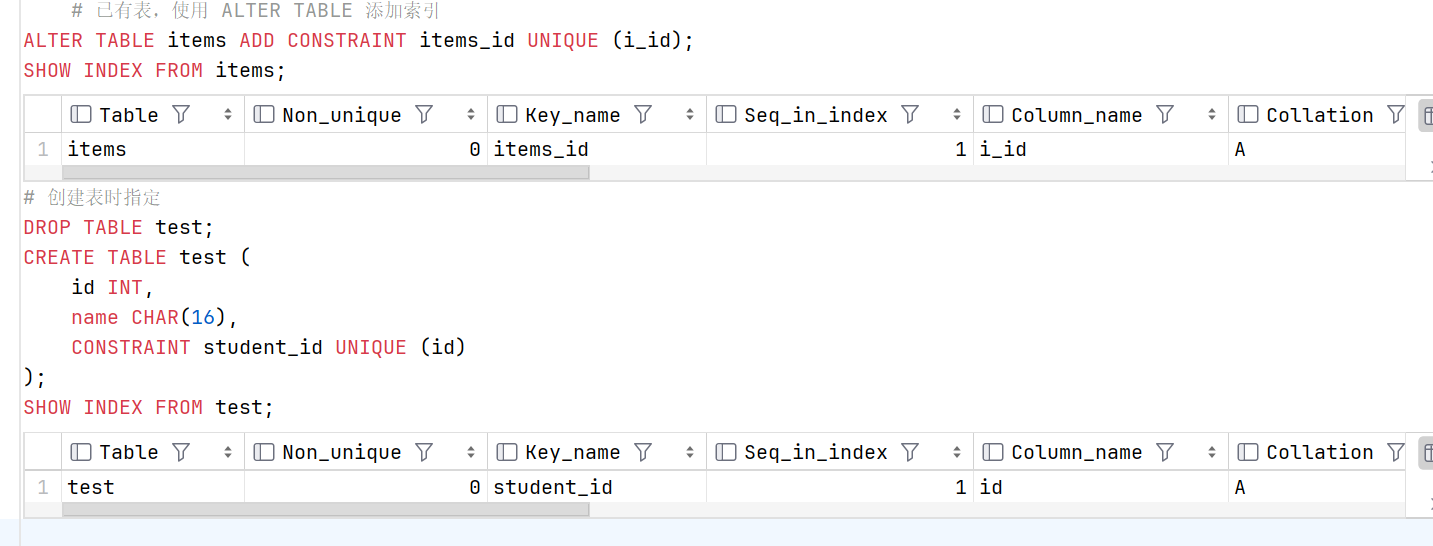 # 已有表，使用 ALTER TABLE 添加索引
ALTER TABLE items ADD CONSTRAINT items_id UNIQUE (i_id);
SHOW INDEX FROM items;
Table Non_unique Key_name Seq_in_index Column_name Collation
1 items 0 items_id 1 i_id A
# 创建表时指定
DROP TABLE test;
CREATE TABLE test (
    id INT,
    name CHAR(16),
    CONSTRAINT student_id UNIQUE (id)
);
SHOW INDEX FROM test;
Table Non_unique Key_name Seq_in_index Column_name Collation
1 test 0 student_id 1 id A